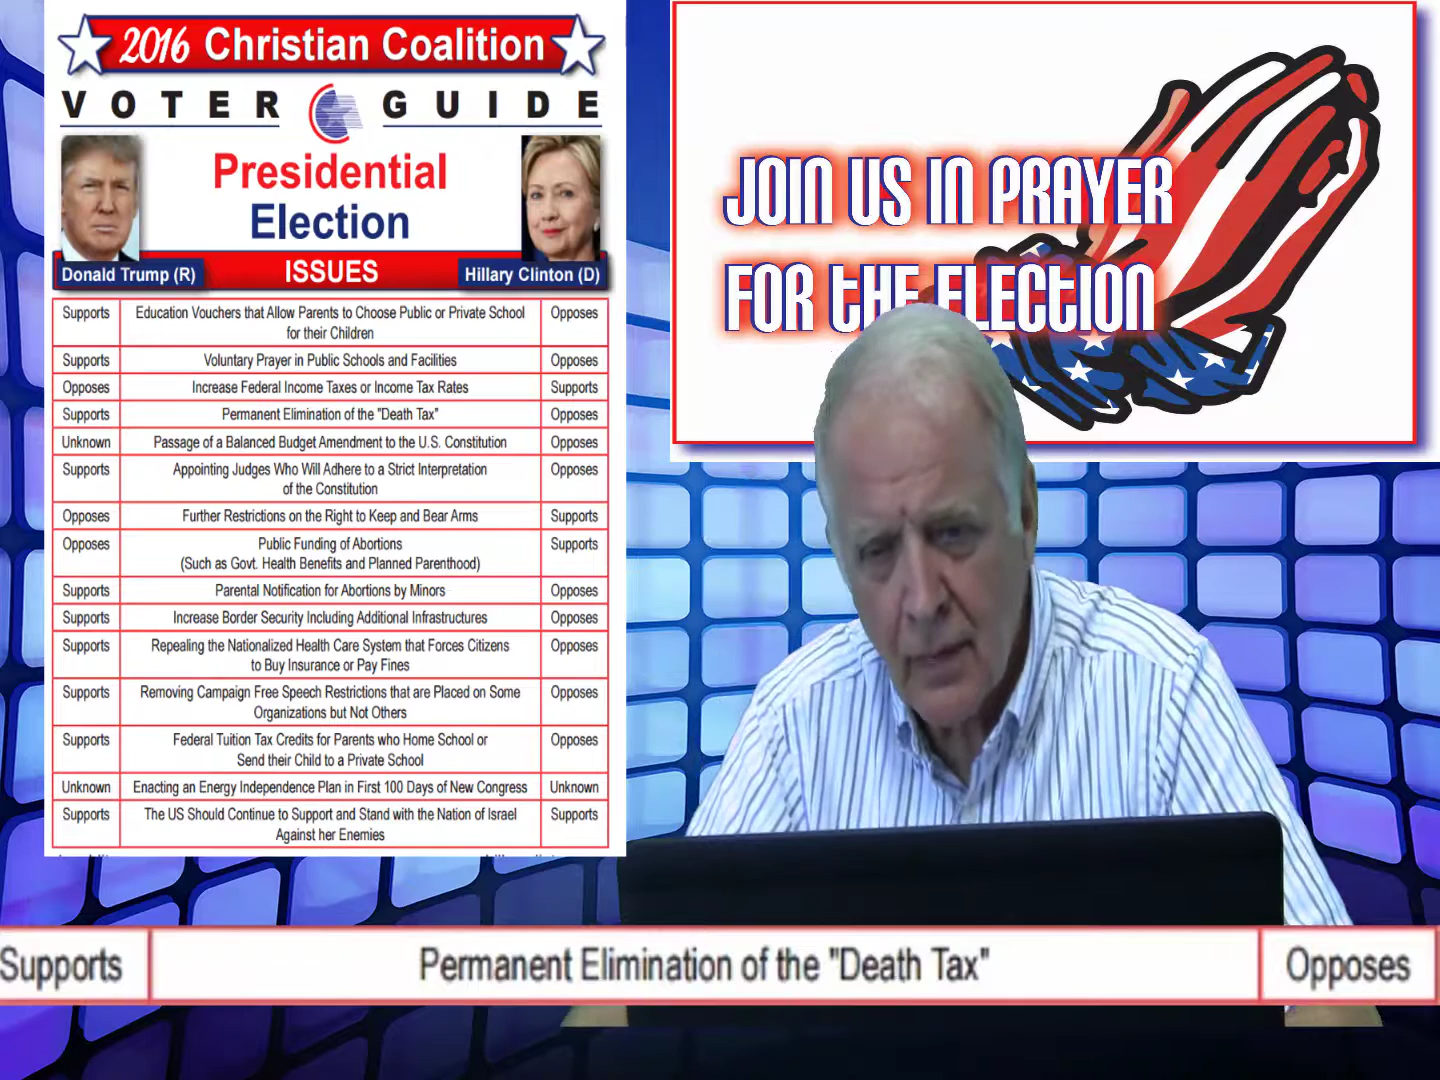 2016 Christian Coalition
VOTER GUIDE
Presidential
Election
Donald Trump (R) ISSUES Hillary Clinton (D)
Supports Education Vouchers that Allow Parents to Choose Public or Private School Opposes
for their Children
Supports Voluntary Prayer in Public Schools and Facilities Opposes
Opposes Increase Federal Income Taxes or Income Tax Rates Supports
Supports Permanent Elimination of the "Death Tax" Opposes
Unknown Passage of a Balanced Budget Amendment to the U.S. Constitution Opposes
Supports Appointing Judges Who Will Adhere to a Strict Interpretation Opposes
of the Constitution
Opposes Further Restrictions on the Right to Keep and Bear Arms Supports
Opposes Public Funding of Abortions Supports
(Such as Govt. Health Benefits and Planned Parenthood)
Supports Parental Notification for Abortions by Minors Opposes
Supports Increase Border Security Including Additional Infrastructures Opposes
Supports Repealing the Nationalized Health Care System that Forces Citizens Opposes
to Buy Insurance or Pay Fines
Supports Removing Campaign Free Speech Restrictions that are Placed on Some Opposes
Organizations but Not Others
Supports Federal Tuition Tax Credits for Parents who Home School or Opposes
Send their Child to a Private School
Unknown Enacting an Energy Independence Plan in First 100 Days of New Congress Unknown
Supports The US Should Continue to Support and Stand with the Nation of Israel Supports
Against her Enemies
JOIN US IN PRAYER
FOR THE ELECTION
Supports Permanent Elimination of the "Death Tax" Opposes